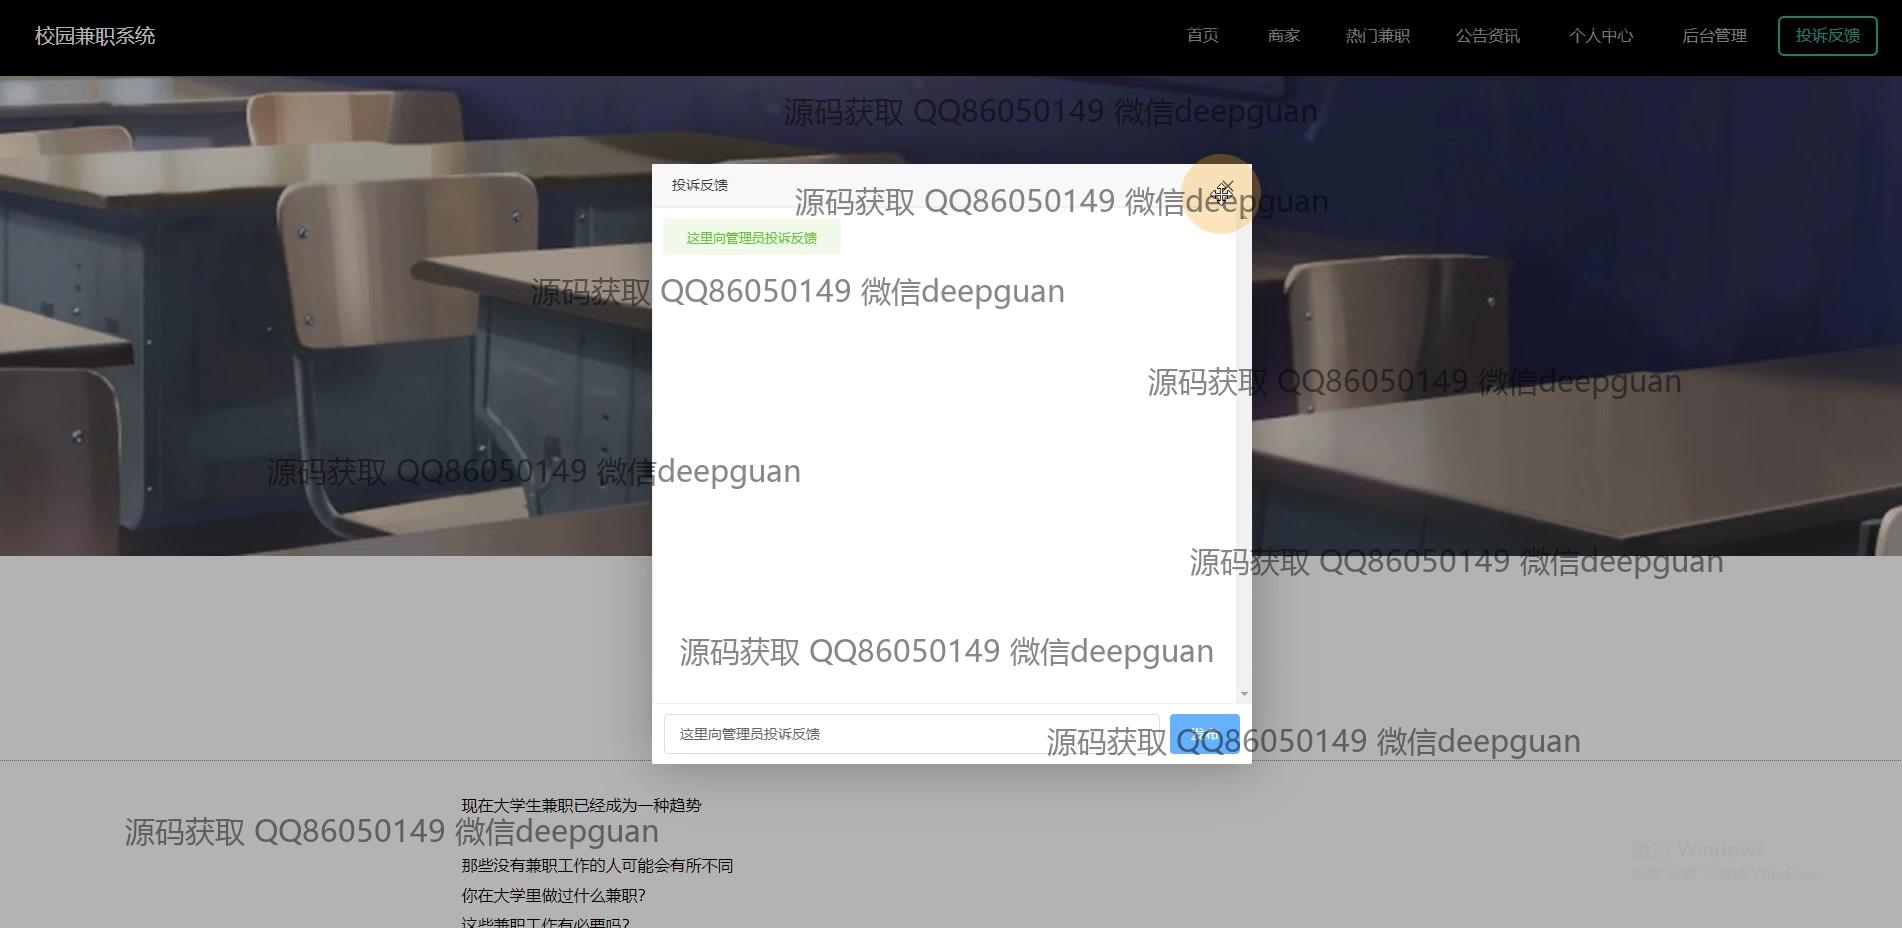 校园兼职系统
首页
商家
热门兼职
公告资讯
个人中心
后台管理
投诉反馈
源码获取 QQ86050149 微信deepguan
投诉反馈
源码获取 QQ86050149 微信deepguan
这里向管理员投诉反馈
源码获取 QQ86050149 微信deepguan
源码获取 QQ86050149 微信deepguan
源码获取 QQ86050149 微信deepguan
源码获取 QQ86050149 微信deepguan
源码获取 QQ86050149 微信deepguan
这里向管理员投诉反馈
发布
源码获取 QQ86050149 微信deepguan
现在大学生兼职已经成为一种趋势
源码获取 QQ86050149 微信deepguan
那些没有兼职工作的人可能会有所不同
你在大学里做过什么兼职？
这些兼职工作有必要吗？
激活 Windows
转到"设置"以激活 Windows。